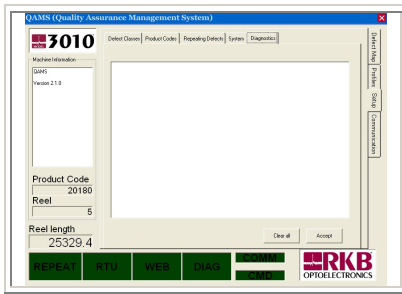 QAMS (Quality Assurance Management System)
3010
Defect Classes Product Codes Repeating Defects System Diagnostics
Machine Information
QAMS
Version 2.1.0
Product Code
20180
Reel
5
Reel length
25329.4
Clear all Accept
Defect Map
Profiles
Setup
Communication
REPEAT RTU WEB DIAG COMM
CMD
RKB
OPTOELECTRONICS